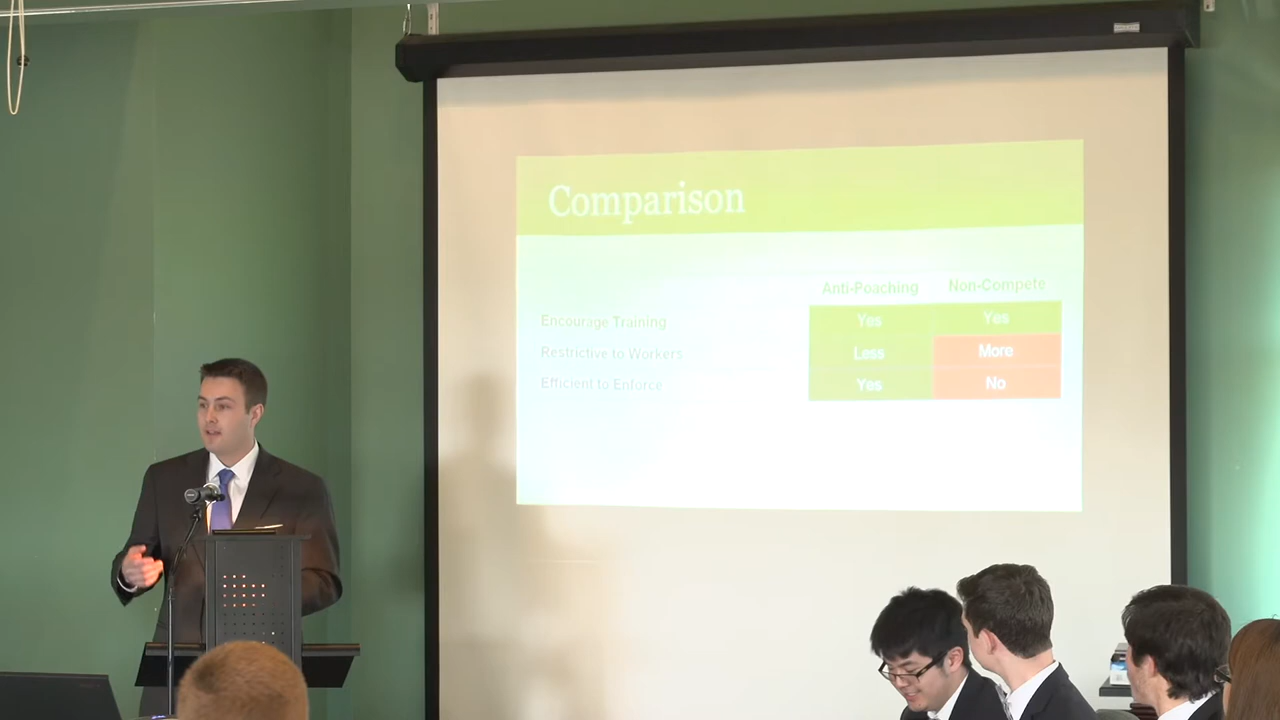 Comparison
Anti-Poaching Non-Compete
Encourage Training Yes Yes
Restrictive to Workers Less More
Efficient to Enforce Yes No